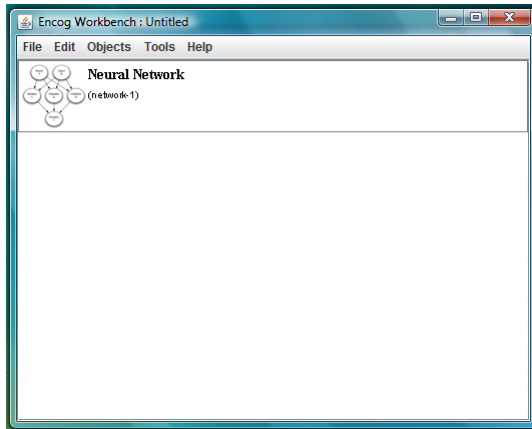 Encog Workbench : Untitled
File Edit Objects Tools Help
Neural Network
(network-1)